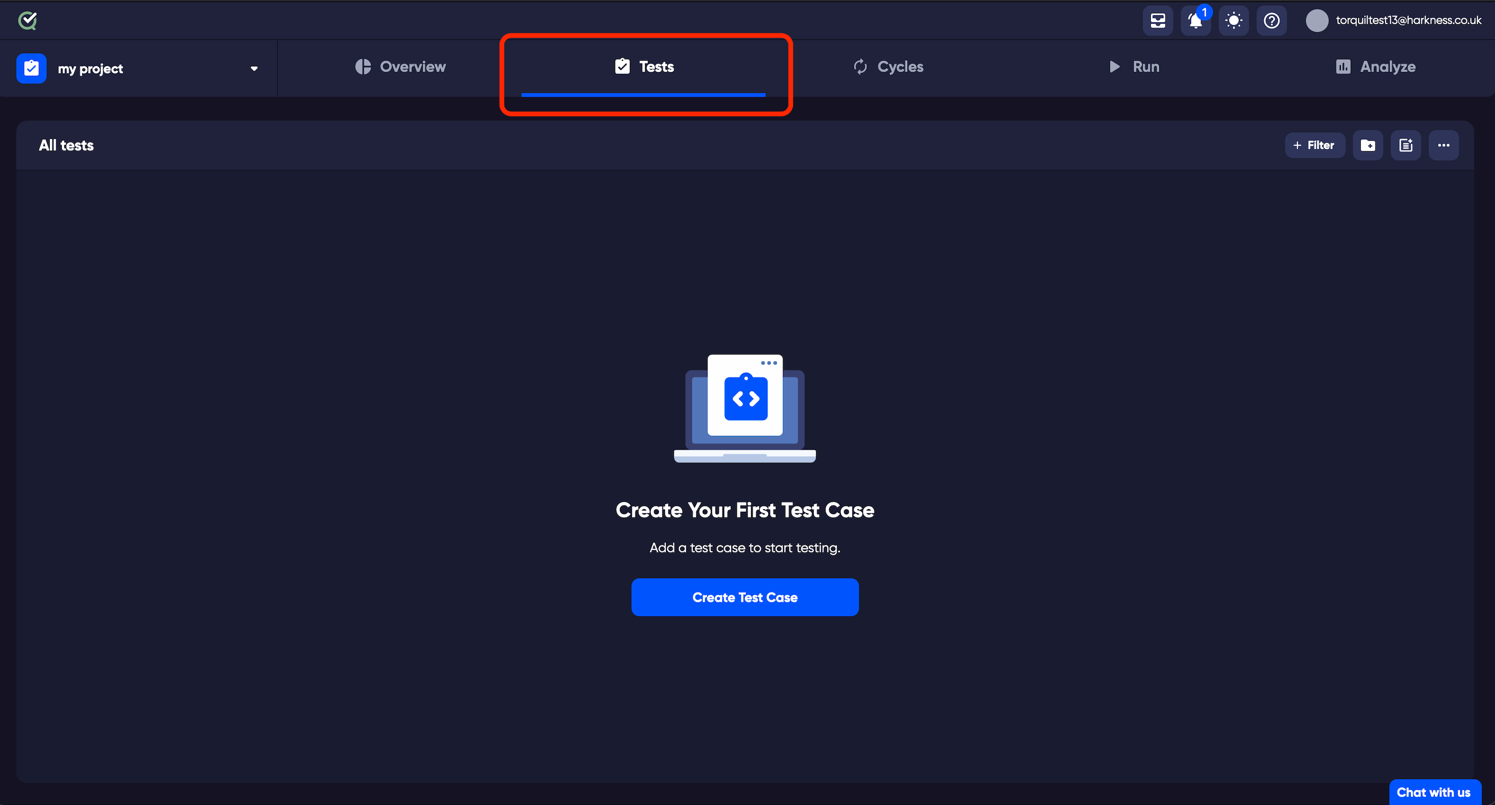 1
torquiltest13@harkness.co.uk
my project
Overview
Tests
Cycles
Run
Analyze
All tests
+ Filter
Create Your First Test Case
Add a test case to start testing.
Create Test Case
Chat with us